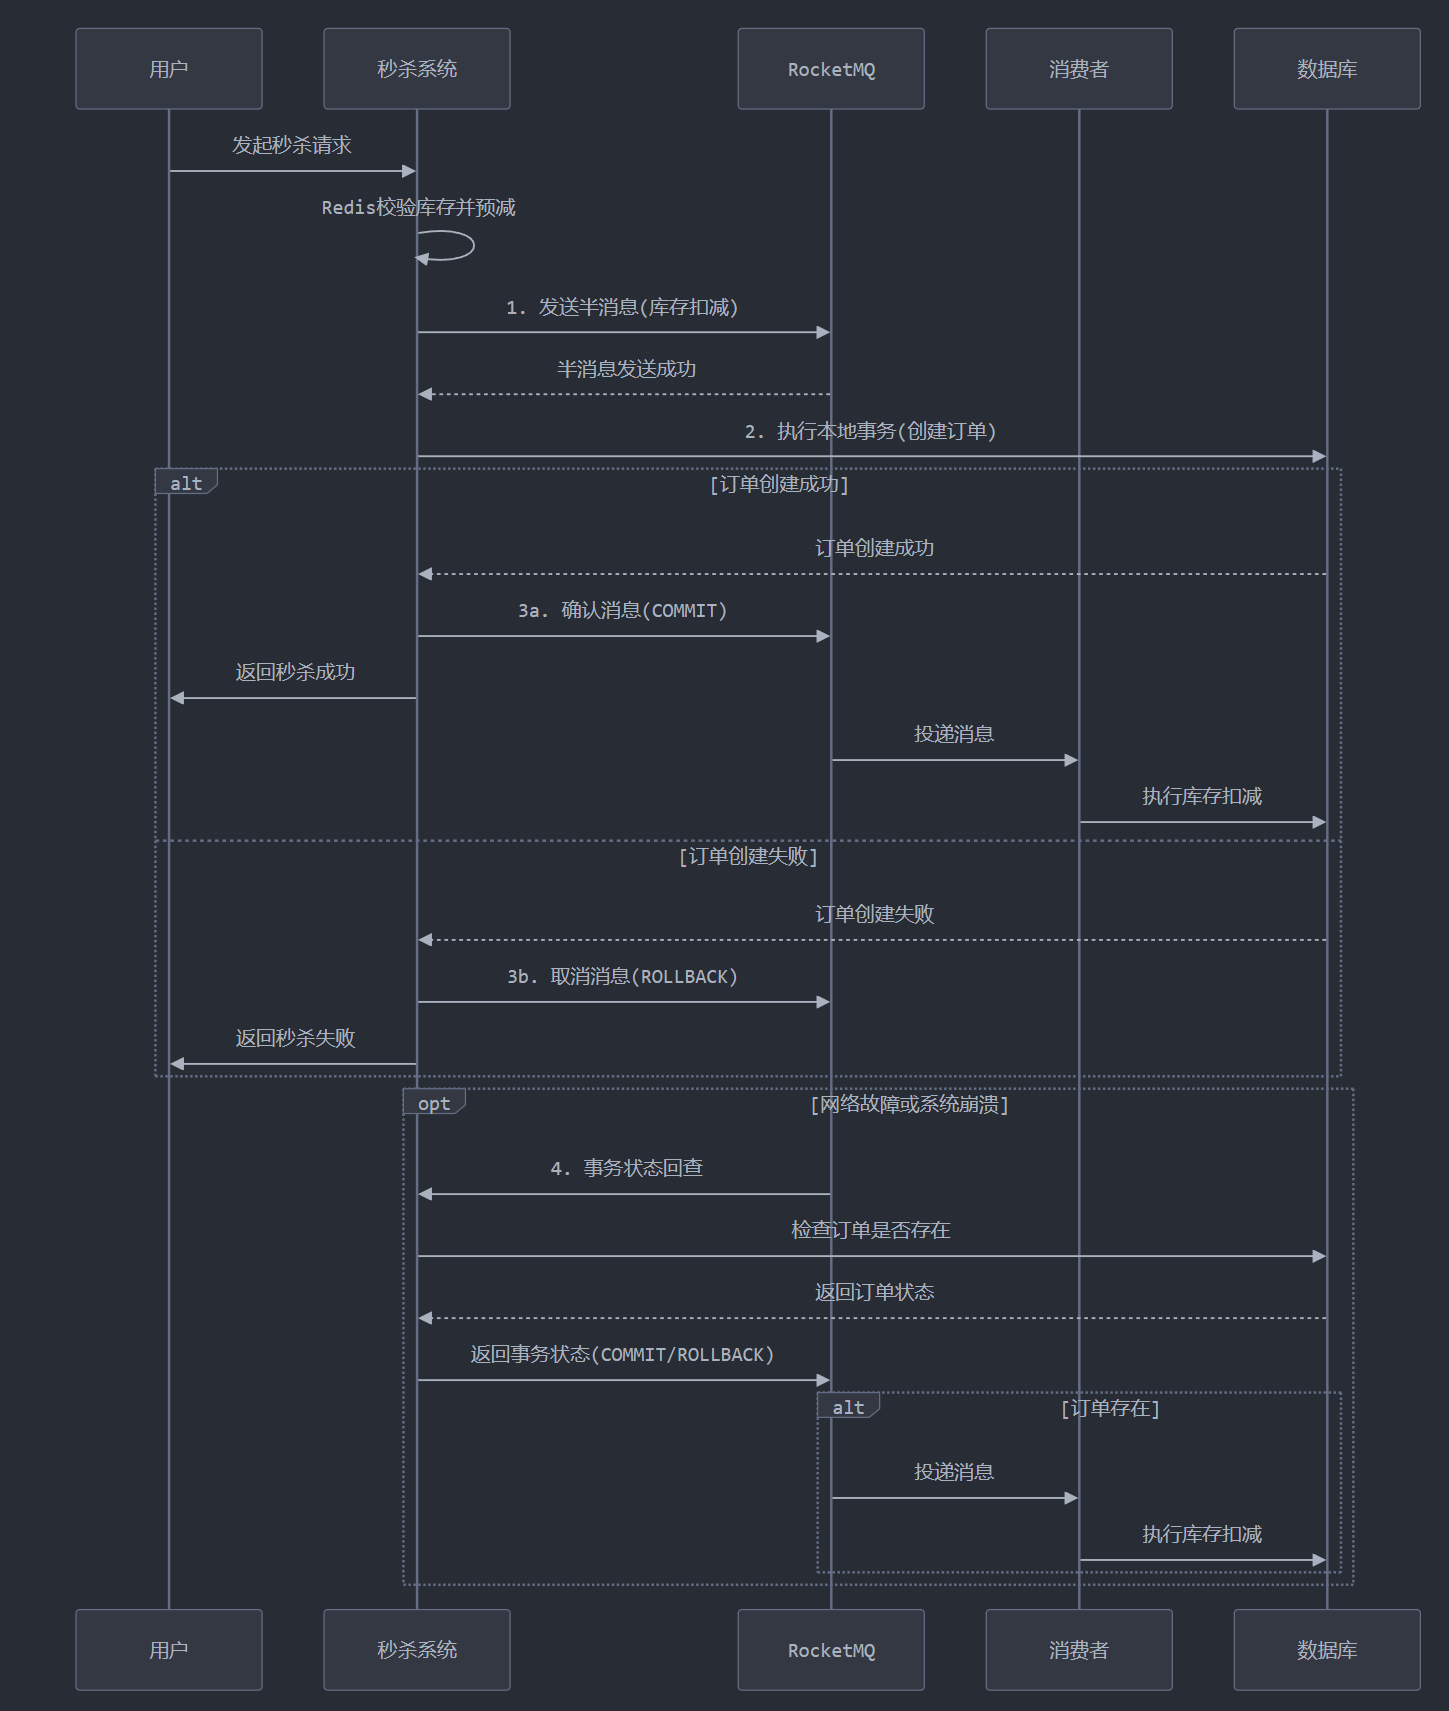 用户
秒杀系统
RocketMQ
消费者
数据库
发起秒杀请求
Redis校验库存并预减
1. 发送半消息(库存扣减)
半消息发送成功
2. 执行本地事务(创建订单)
alt
[订单创建成功]
订单创建成功
3a. 确认消息(COMMIT)
返回秒杀成功
投递消息
执行库存扣减
[订单创建失败]
订单创建失败
3b. 取消消息(ROLLBACK)
返回秒杀失败
opt
[网络故障或系统崩溃]
4. 事务状态回查
检查订单是否存在
返回订单状态
返回事务状态(COMMIT/ROLLBACK)
alt
[订单存在]
投递消息
执行库存扣减
用户
秒杀系统
RocketMQ
消费者
数据库